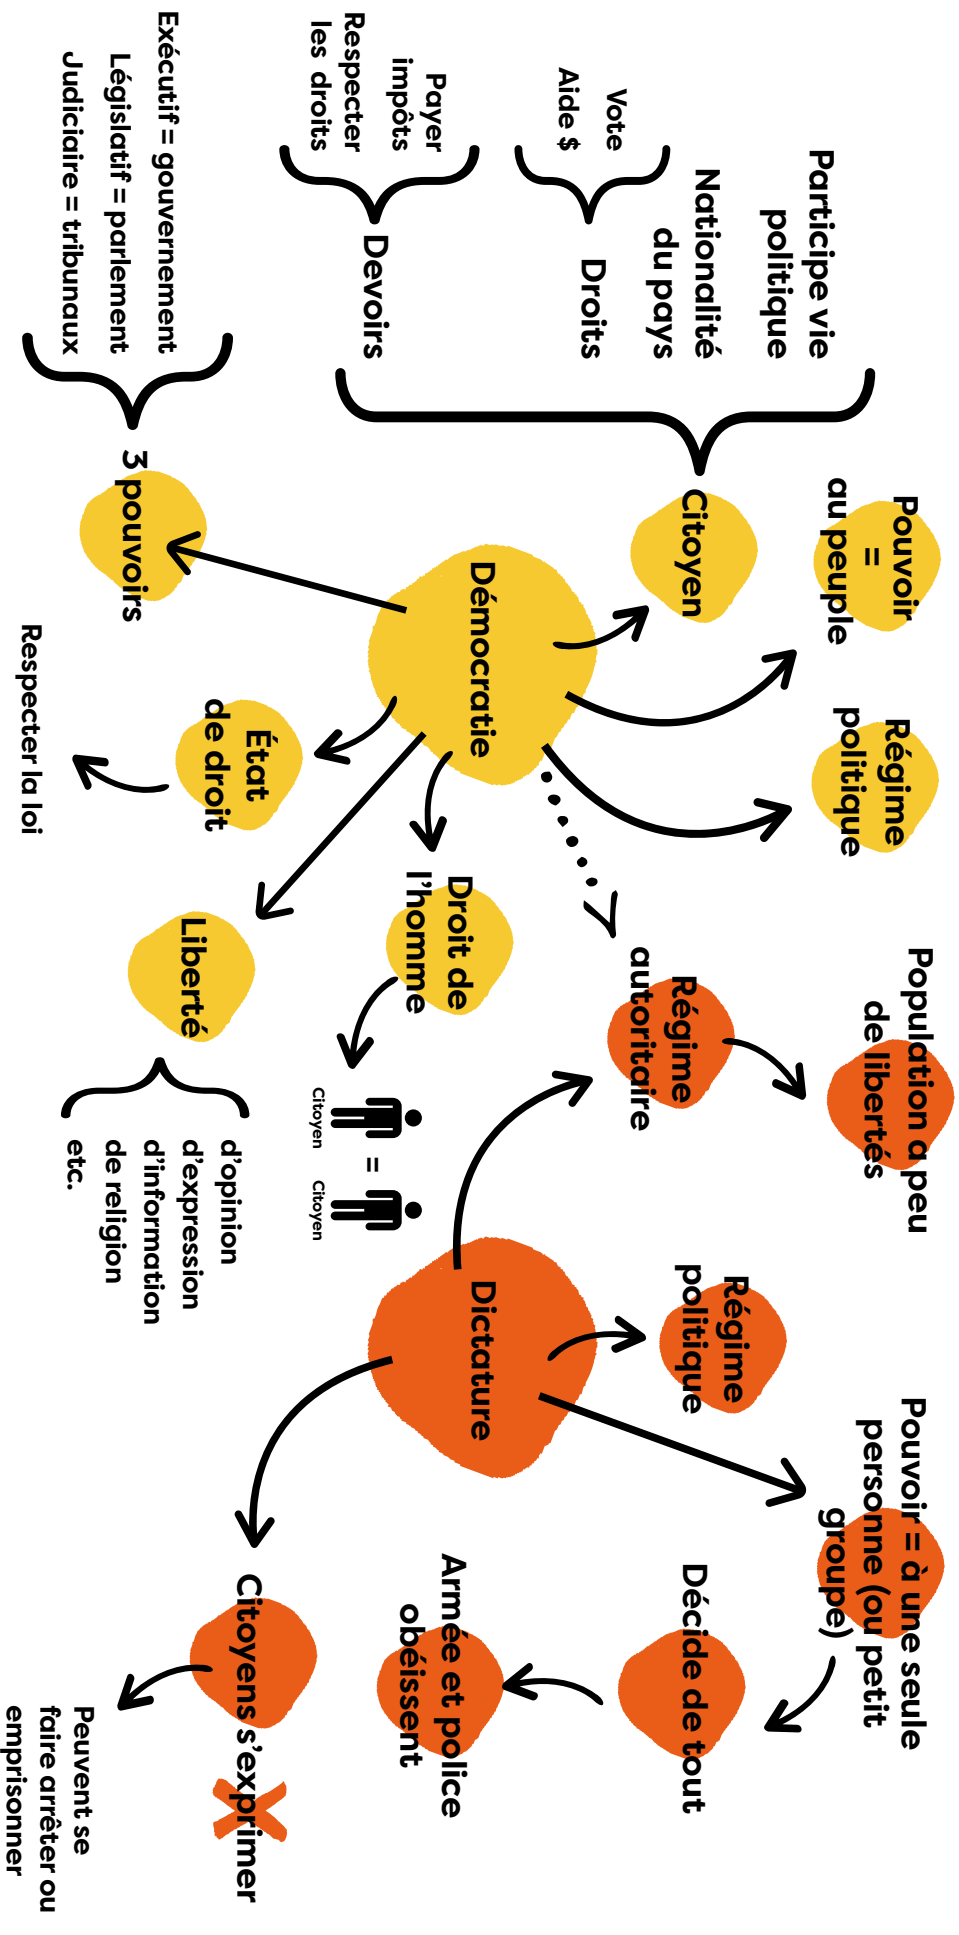 Participe vie
politique
Nationalité
du pays
Vote
Aide $
Droits
Payer
impôts
Respecter
les droits
Devoirs
Exécutif = gouvernement
Législatif = parlement
Judiciaire = tribunaux
3 pouvoirs
Citoyen
Pouvoir
=
au peuple
Régime
politique
Démocratie
État
de droit
Respecter la loi
Droit de
l'homme
Liberté
d'opinion
d'expression
d'information
de religion
etc.
Citoyen
=
Citoyen
Population a peu
de libertés
Régime
autoritaire
Régime
politique
Dictature
Pouvoir = à une seule
personne (ou petit
groupe)
Décide de tout
Armée et police
obéissent
Citoyens s'exprimer
Peuvent se
faire arrêter ou
emprisonner